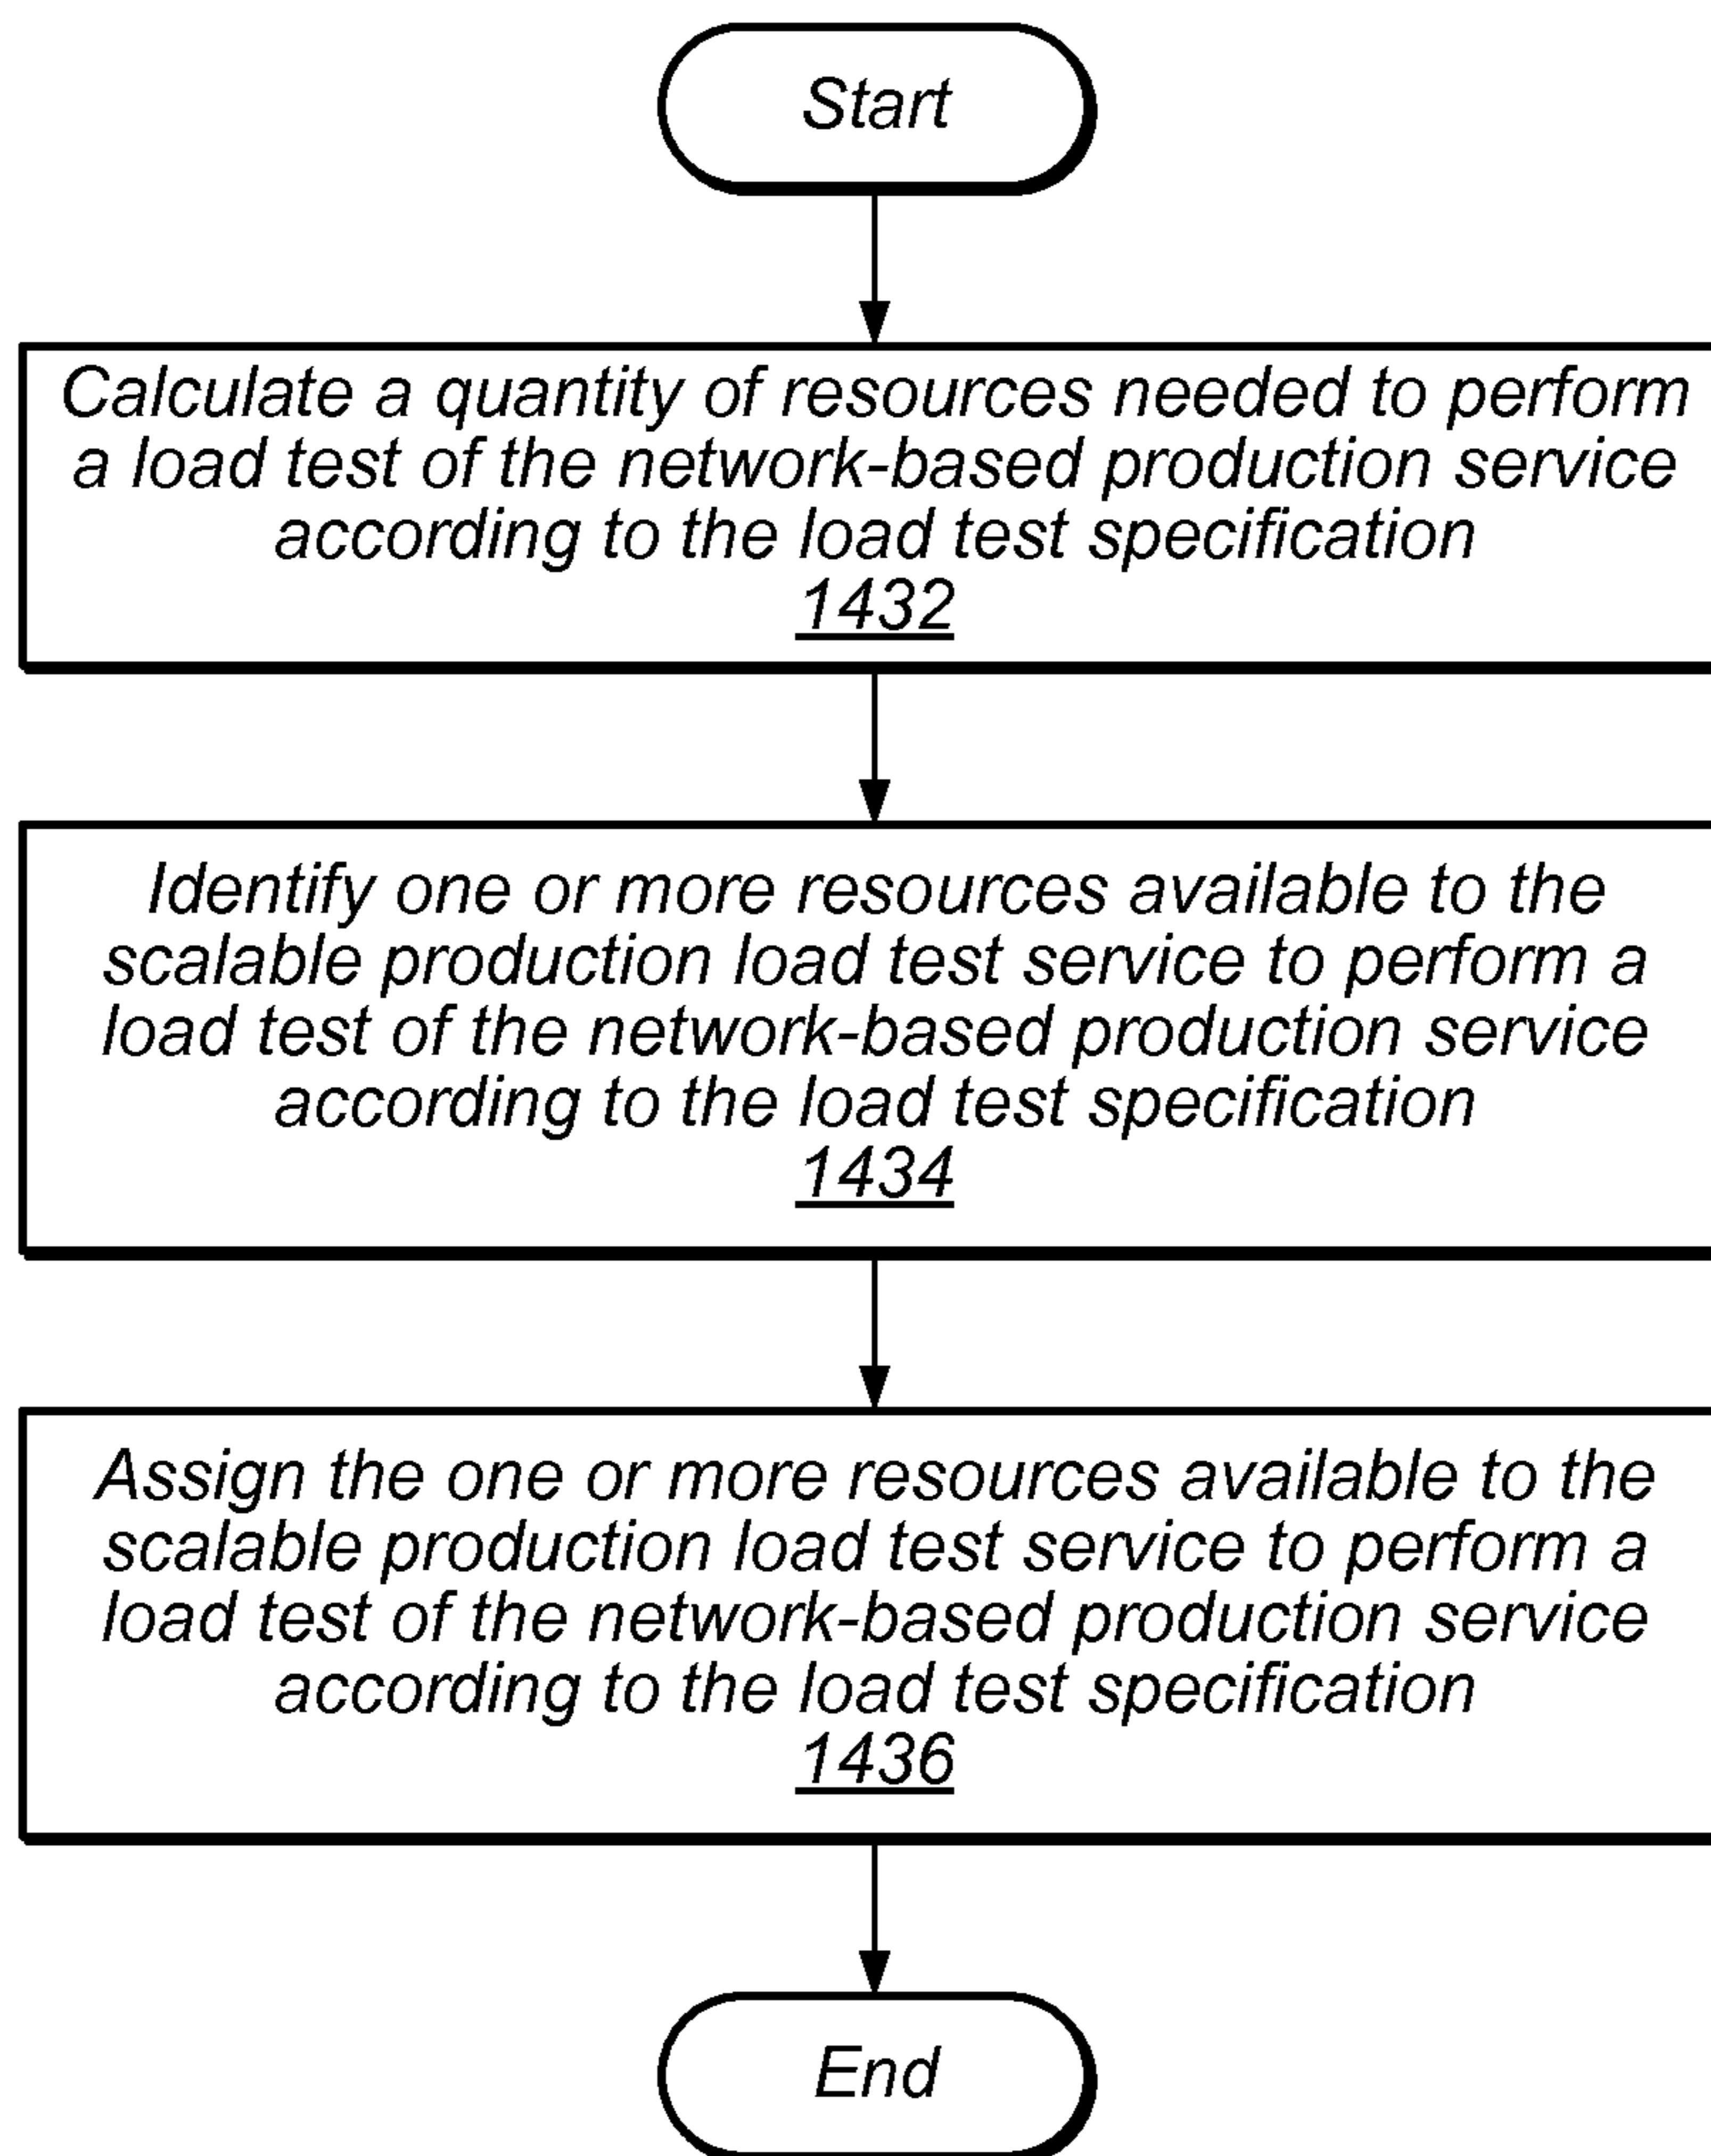 Start
Calculate a quantity of resources needed to perform
a load test of the network-based production service
according to the load test specification
1432
Identify one or more resources available to the
scalable production load test service to perform a
load test of the network-based production service
according to the load test specification
1434
Assign the one or more resources available to the
scalable production load test service to perform a
load test of the network-based production service
according to the load test specification
1436
End